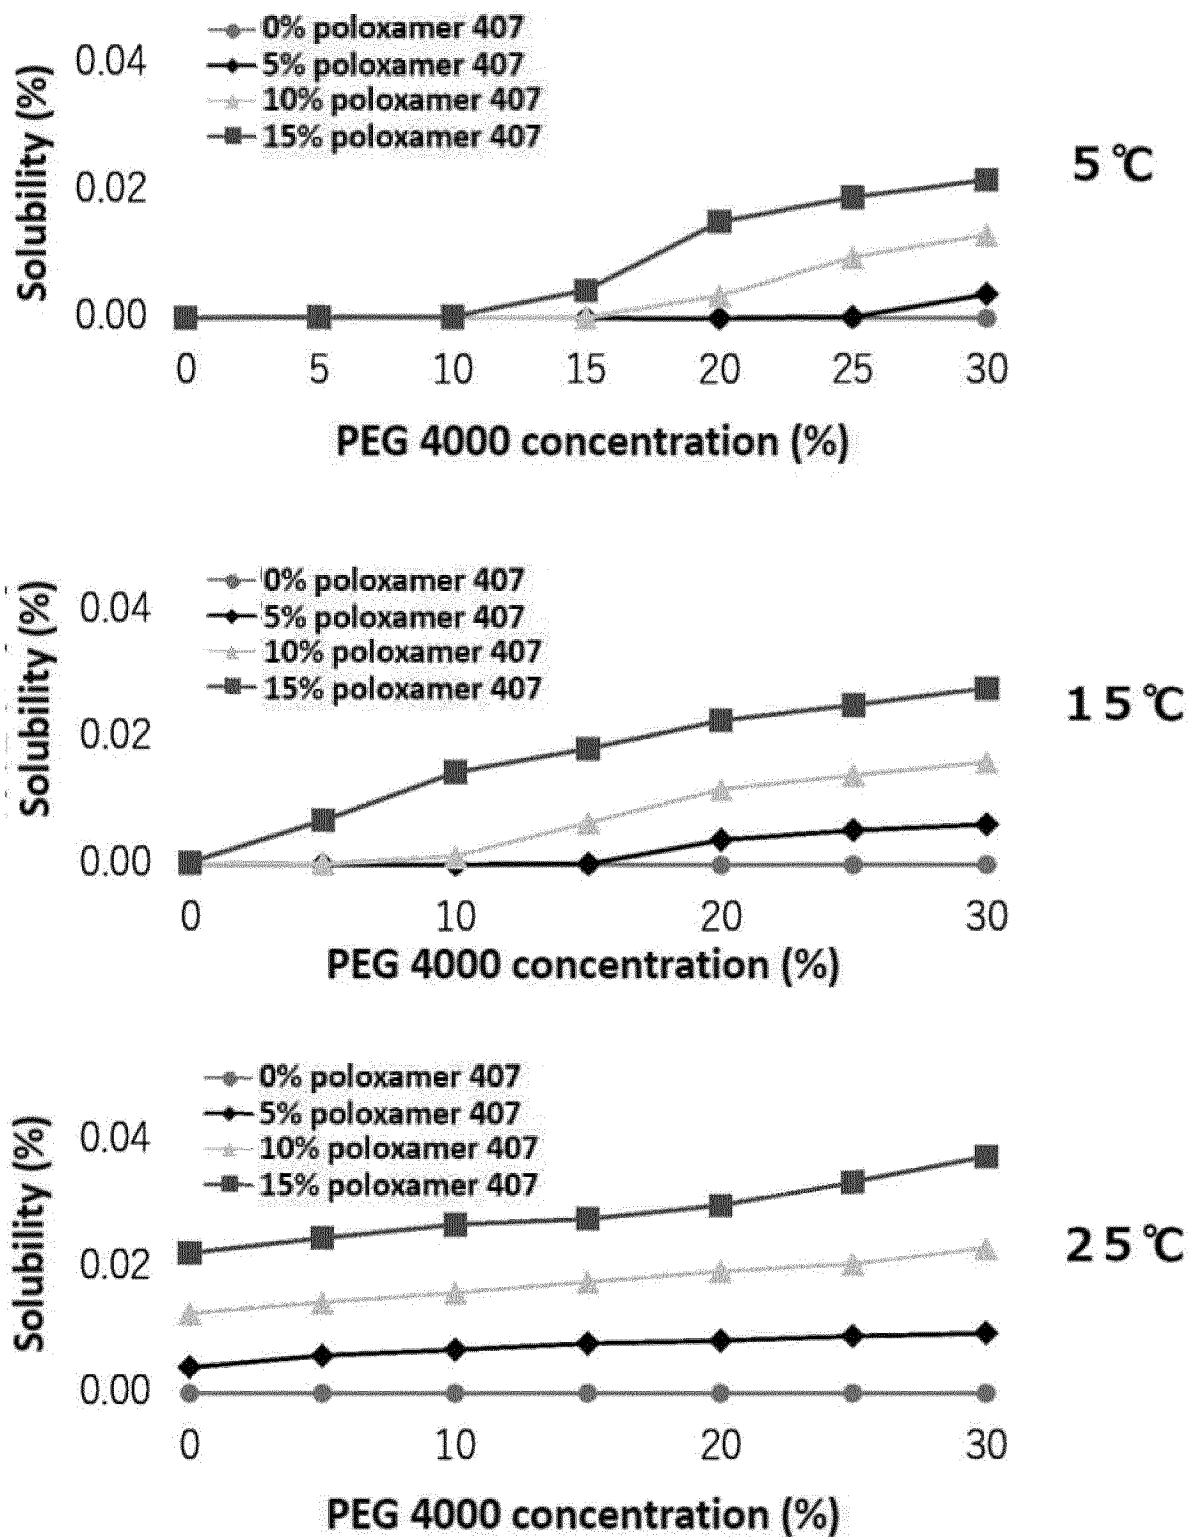 0% poloxamer 407
5% poloxamer 407
10% poloxamer 407
15% poloxamer 407
Solubility (%)
0.04
0.02
0.00
0 5 10 15 20 25 30
PEG 4000 concentration (%)
5℃
0% poloxamer 407
5% poloxamer 407
10% poloxamer 407
15% poloxamer 407
Solubility (%)
0.04
0.02
0.00
0 10 20 30
PEG 4000 concentration (%)
15℃
0% poloxamer 407
5% poloxamer 407
10% poloxamer 407
15% poloxamer 407
Solubility (%)
0.04
0.02
0.00
0 10 20 30
PEG 4000 concentration (%)
25℃